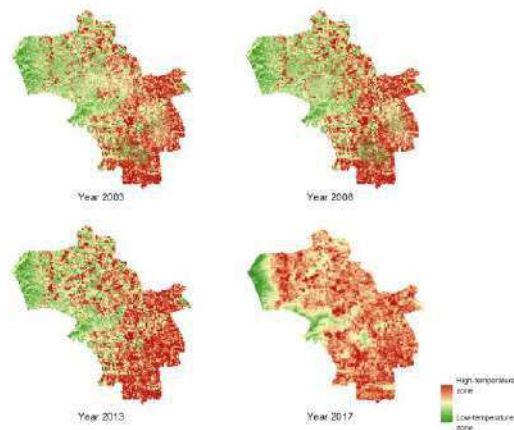 Year 2003
Year 2008
Year 2013
Year 2017
High-temperature
zone
Low-temperature
zone